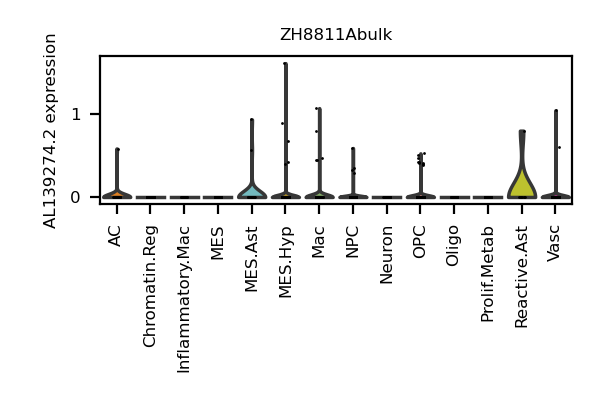 ZH8811Abulk
AL139274.2 expression
1
0
AC
Chromatin.Reg
Inflammatory.Mac
MES
MES.Ast
MES.Hyp
Mac
NPC
Neuron
OPC
Oligo
Prolif.Metab
Reactive.Ast
Vasc